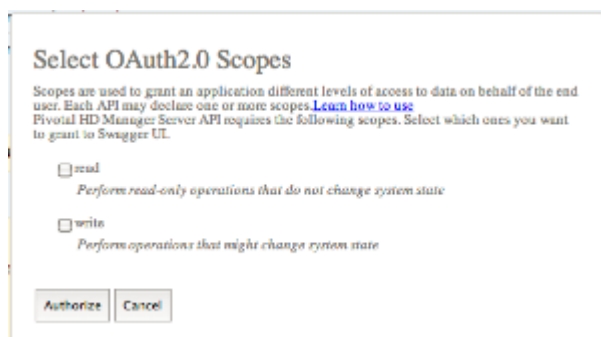 Select OAuth2.0 Scopes
Scopes are used to grant an application different levels of access to data on behalf of the end
user. Each API may declare one or more scopes.Learn how to use
Pivotal HD Manager Server API requires the following scopes. Select which ones you want
to grant to Swagger UI.
read
Perform read-only operations that do not change system state
write
Perform operations that might change system state
Authorize Cancel